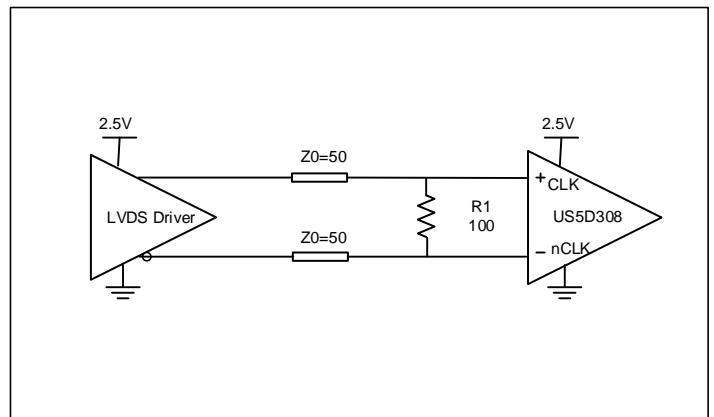 2.5V
2.5V
Z0=50
+ CLK
LVDS Driver
R1
100
US5D308
Z0=50
− nCLK